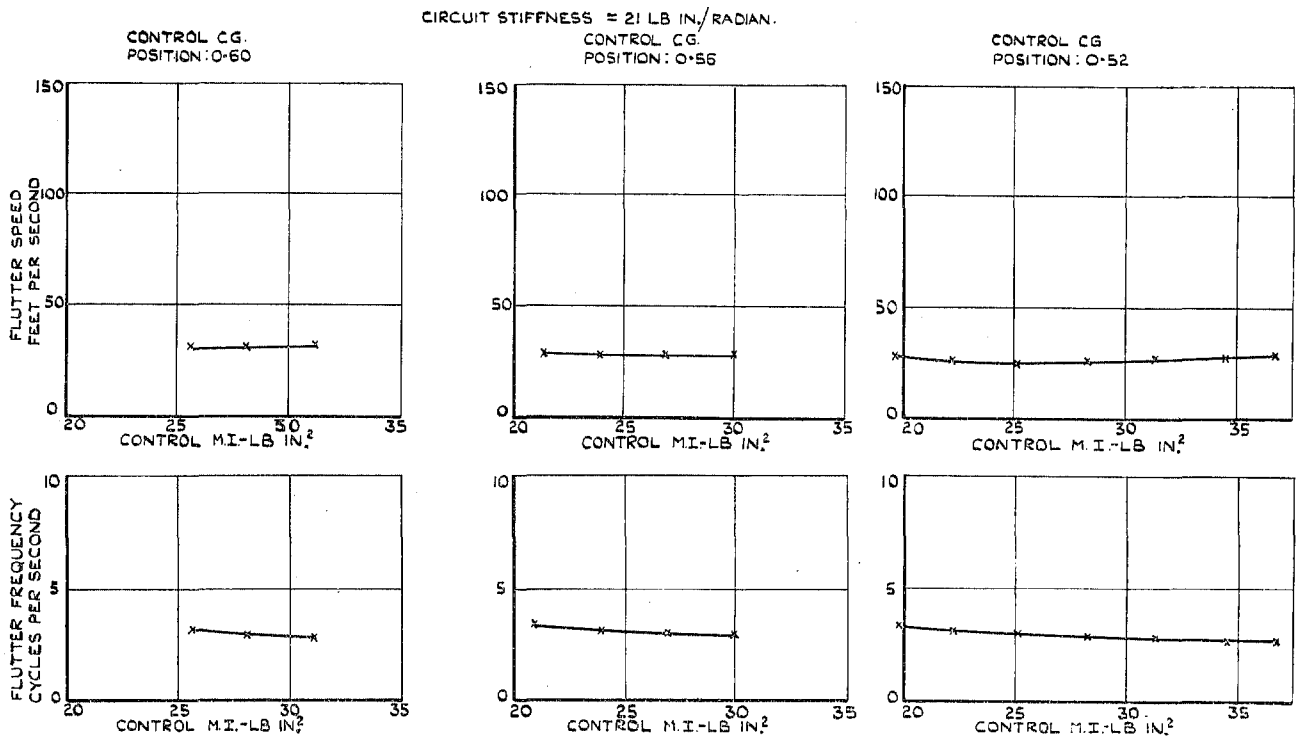 CIRCUIT STIFFNESS = 21 LB IN./RADIAN.
CONTROL CG.
POSITION: 0·60
CONTROL CG.
POSITION: 0·56
CONTROL CG
POSITION: 0·52
FLUTTER SPEED
FEET PER SECOND
150
100
50
0
20 25 30 35
CONTROL M.I.-LB IN.²
150
100
50
0
20 25 30 35
CONTROL M.I.-LB IN.²
150
100
50
0
20 25 30 35
CONTROL M.I.-LB IN.²
FLUTTER FREQUENCY
CYCLES PER SECOND
10
5
0
20 25 30 35
CONTROL M.I.-LB IN.²
10
5
0
20 25 30 35
CONTROL M.I.-LB IN.²
10
5
0
20 25 30 35
CONTROL M.I.-LB IN.²